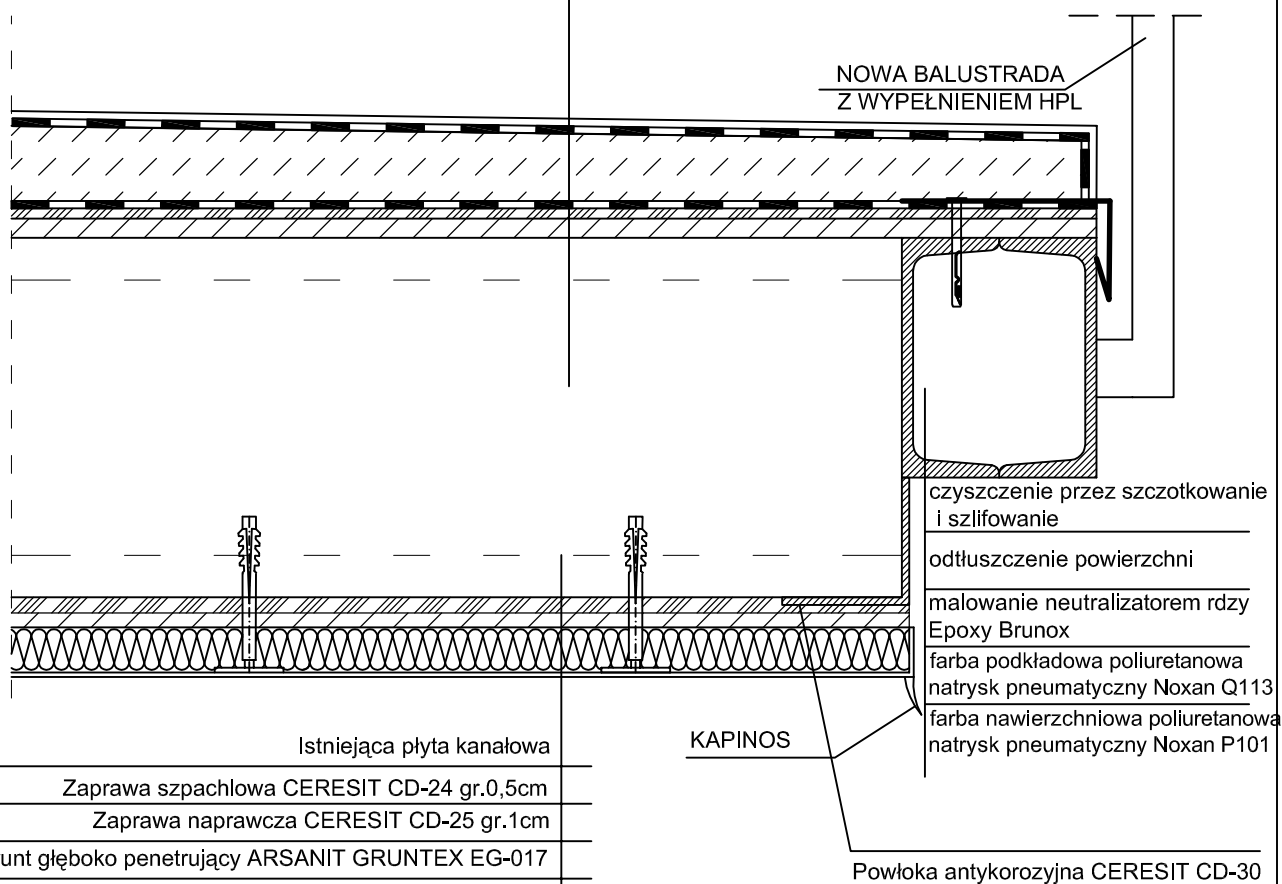 NOWA BALUSTRADA
Z WYPEŁNIENIEM HPL
czyszczenie przez szczotkowanie
i szlifowanie
odtłuszczenie powierzchni
malowanie neutralizatorem rdzy
Epoxy Brunox
farba podkładowa poliuretanowa
natrysk pneumatyczny Noxan Q113
farba nawierzchniowa poliuretanowa
natrysk pneumatyczny Noxan P101
KAPINOS
Istniejąca płyta kanałowa
Zaprawa szpachlowa CERESIT CD-24 gr.0,5cm
Zaprawa naprawcza CERESIT CD-25 gr.1cm
unt głęboko penetrujący ARSANIT GRUNTEX EG-017
Powłoka antykorozyjna CERESIT CD-30